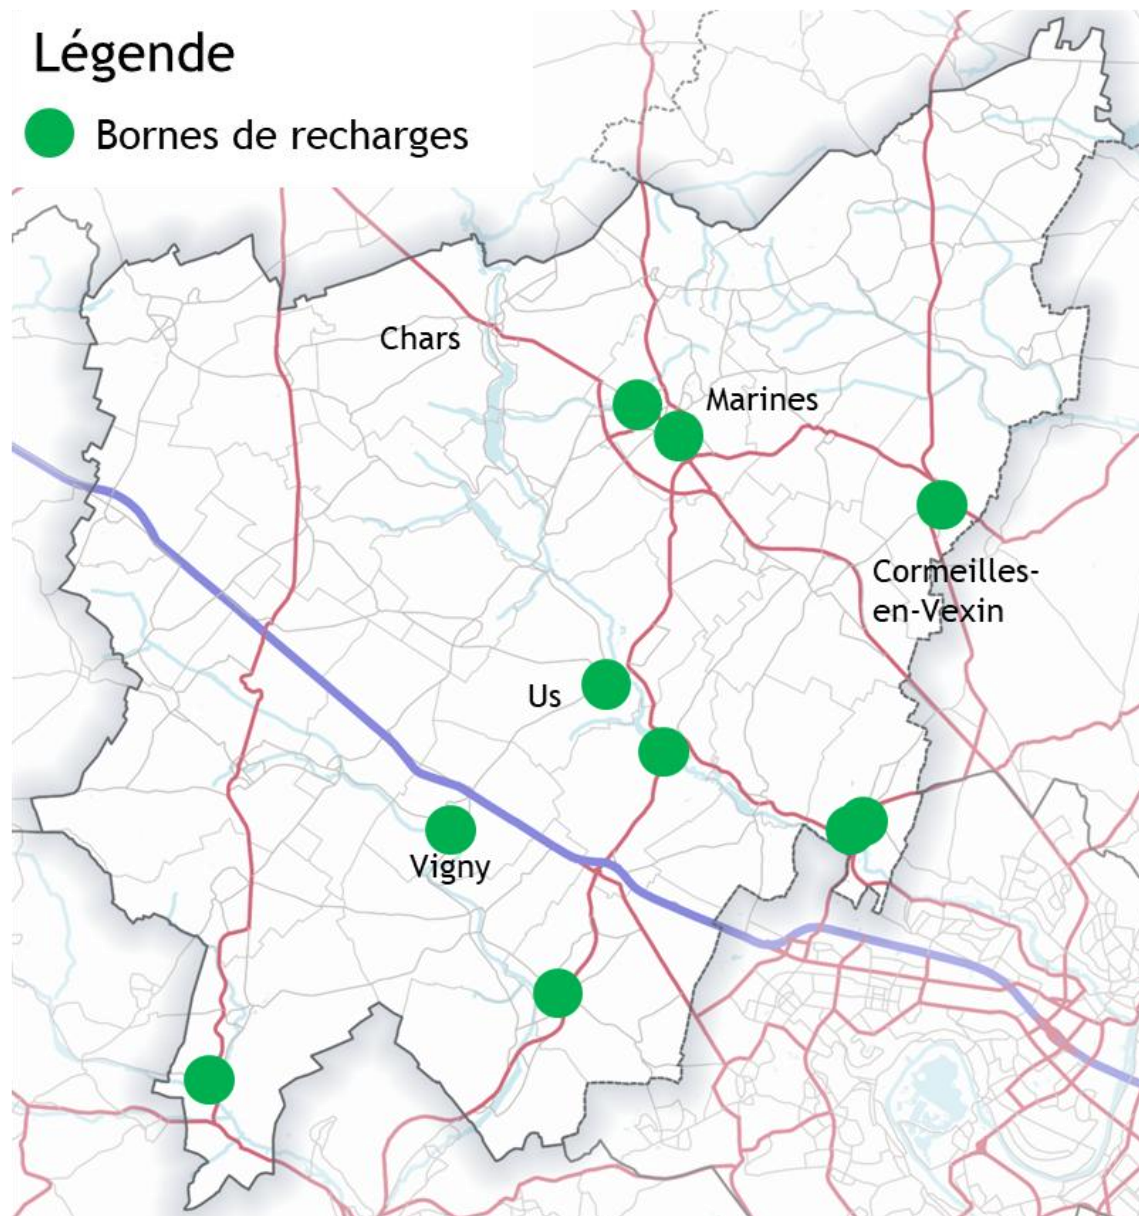 Légende
Bornes de recharges
Chars
Marines
Cormeilles-
en-Vexin
Us
Vigny